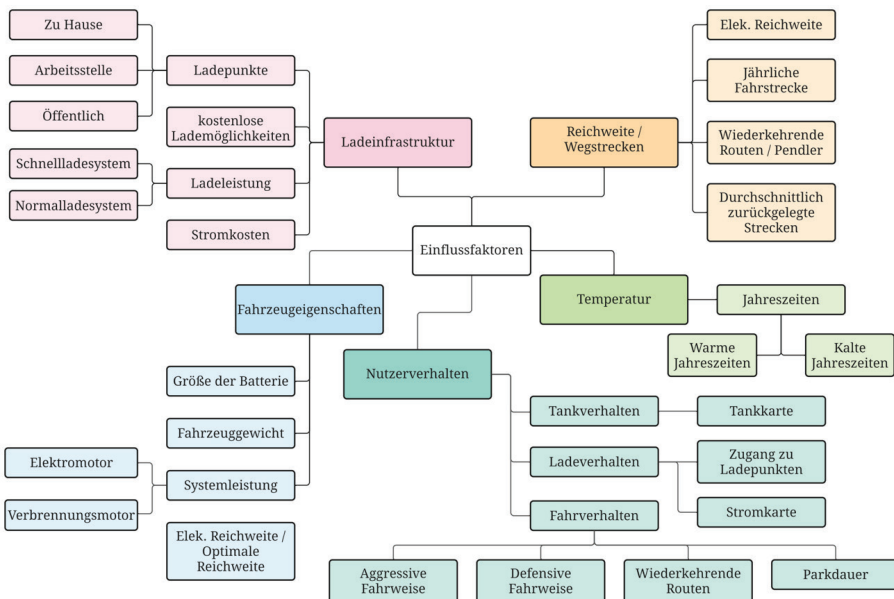 Zu Hause
Arbeitsstelle
Öffentlich
Schnellladesystem
Normalladesystem
Ladepunkte
kostenlose
Lademöglichkeiten
Ladeleistung
Stromkosten
Ladeinfrastruktur
Reichweite /
Wegstrecken
Elek. Reichweite
Jährliche
Fahrstrecke
Wiederkehrende
Routen / Pendler
Durchschnittlich
zurückgelegte
Strecken
Einflussfaktoren
Fahrzeugeigenschaften
Temperatur
Jahreszeiten
Warme
Jahreszeiten
Kalte
Jahreszeiten
Nutzerverhalten
Größe der Batterie
Fahrzeuggewicht
Systemleistung
Elektromotor
Verbrennungsmotor
Elek. Reichweite /
Optimale
Reichweite
Tankverhalten
Tankkarte
Ladeverhalten
Zugang zu
Ladepunkten
Stromkarte
Fahrverhalten
Aggressive
Fahrweise
Defensive
Fahrweise
Wiederkehrende
Routen
Parkdauer